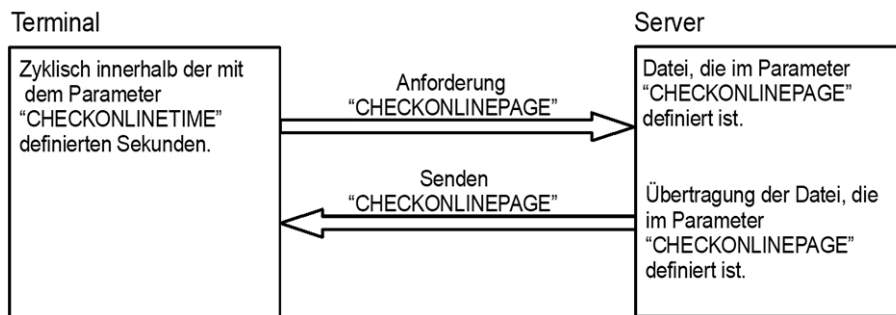 Terminal
Server
Zyklisch innerhalb der mit
dem Parameter
“CHECKONLINETIME”
definierten Sekunden.
Anforderung
“CHECKONLINEPAGE”
Datei, die im Parameter
“CHECKONLINEPAGE”
definiert ist.
Senden
“CHECKONLINEPAGE”
Übertragung der Datei, die
im Parameter
“CHECKONLINEPAGE”
definiert ist.